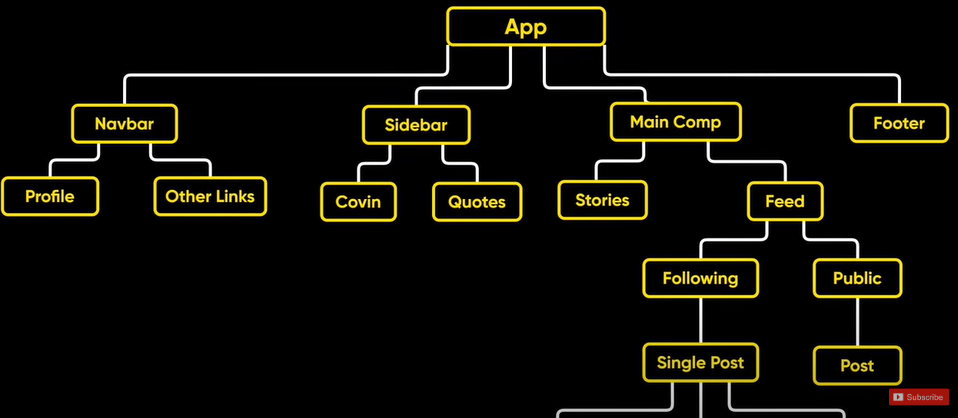 App
Navbar
Sidebar
Main Comp
Footer
Profile
Other Links
Covin
Quotes
Stories
Feed
Following
Public
Single Post
Post
Subscribe